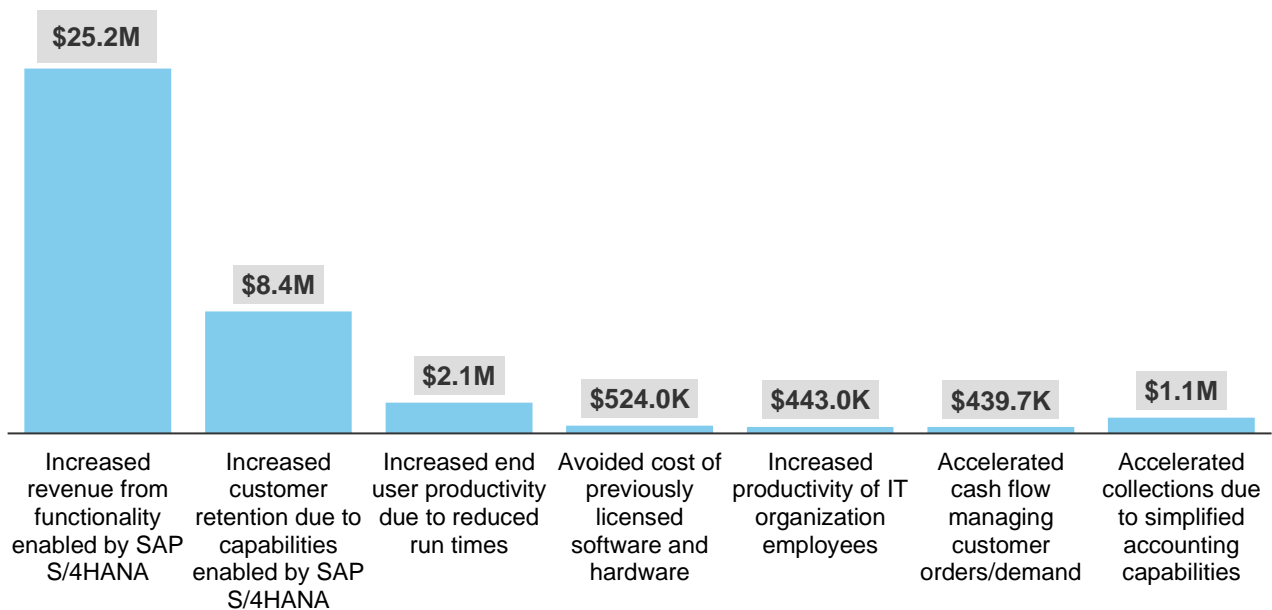 $25.2M
$8.4M
$2.1M
$524.0K
$443.0K
$439.7K
$1.1M
Increased
revenue from
functionality
enabled by SAP
S/4HANA
Increased
customer
retention due to
capabilities
enabled by SAP
S/4HANA
Increased end
user productivity
due to reduced
run times
Avoided cost of
previously
licensed
software and
hardware
Increased
productivity of IT
organization
employees
Accelerated
cash flow
managing
customer
orders/demand
Accelerated
collections due
to simplified
accounting
capabilities